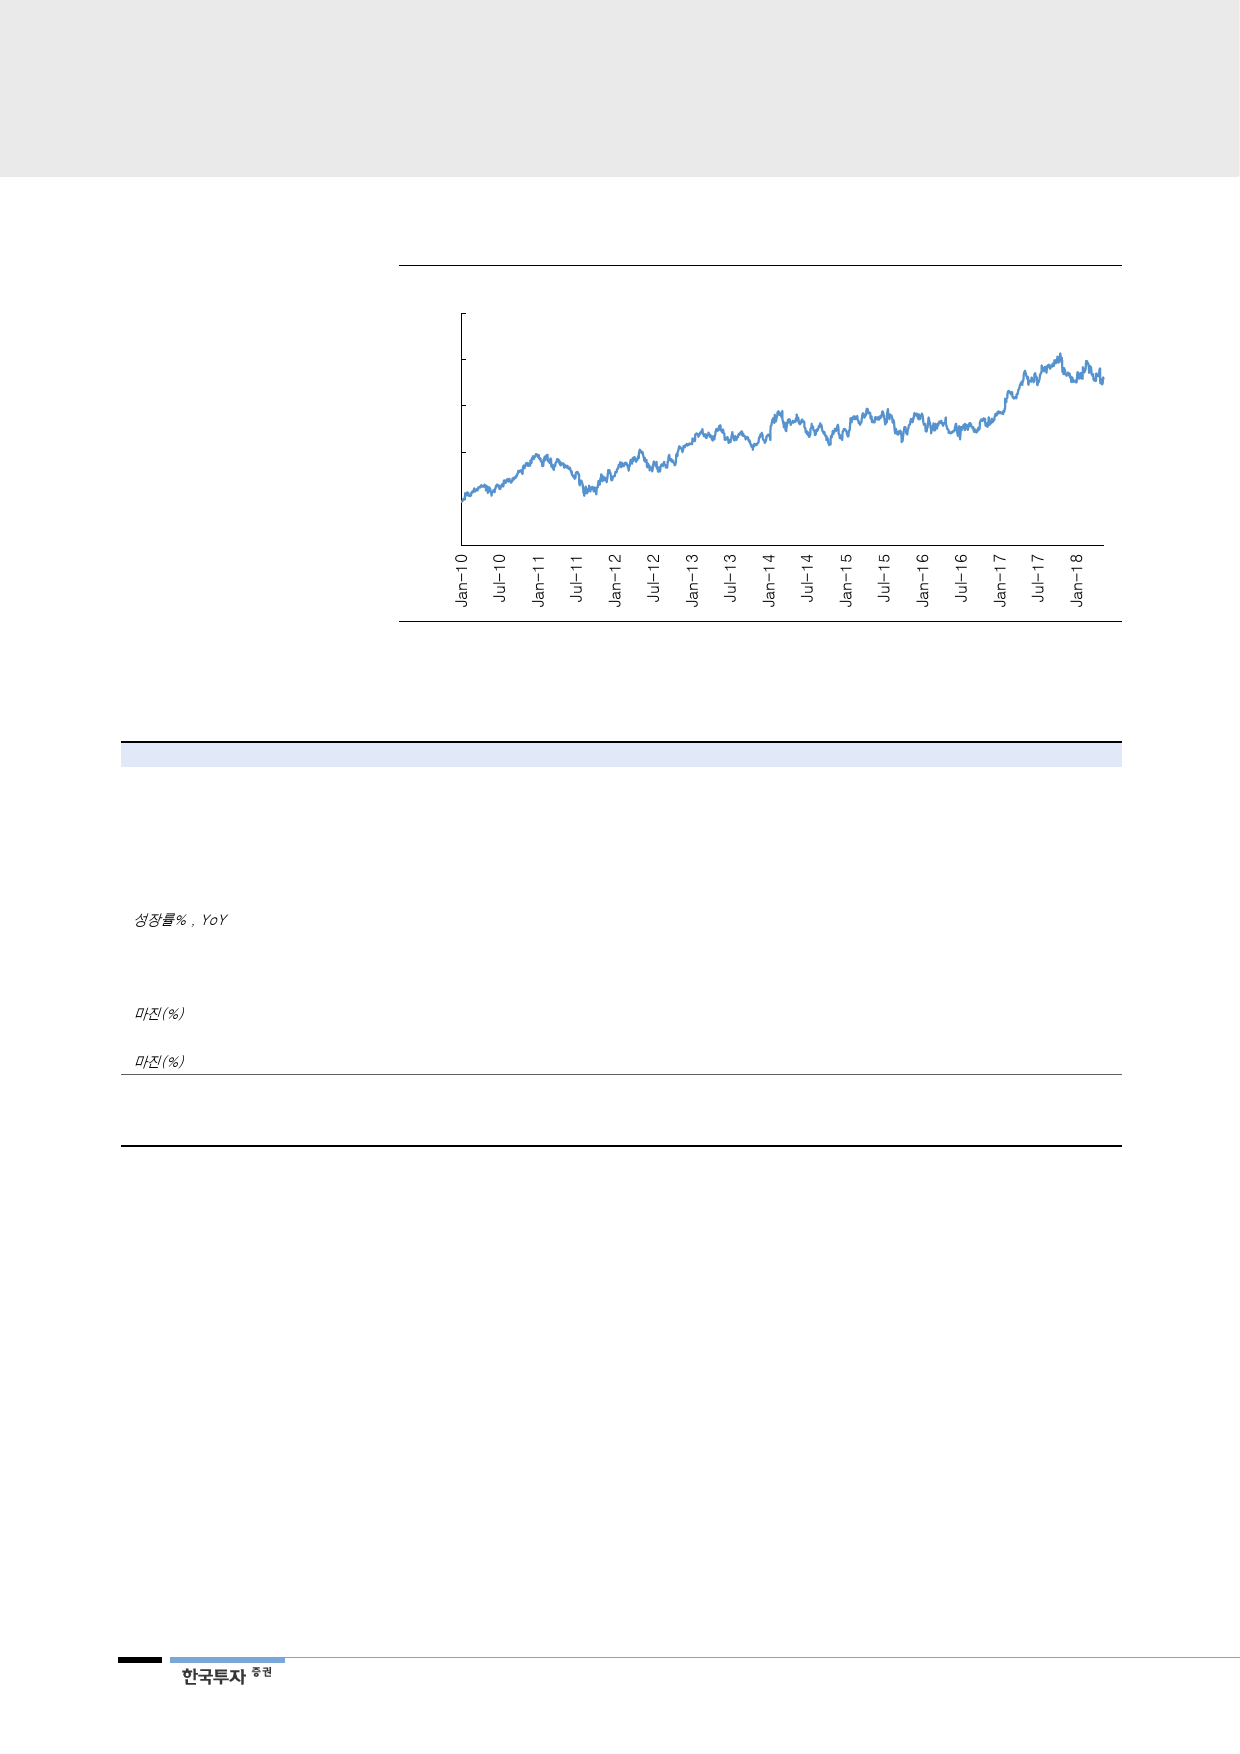 Jan-10 Jul-10 Jan-11 Jul-11 Jan-12 Jul-12 Jan-13 Jul-13 Jan-14 Jul-14 Jan-15 Jul-15 Jan-16 Jul-16 Jan-17 Jul-17 Jan-18
성장률% , YoY
마진(%)
마진(%)
한국투자 증권